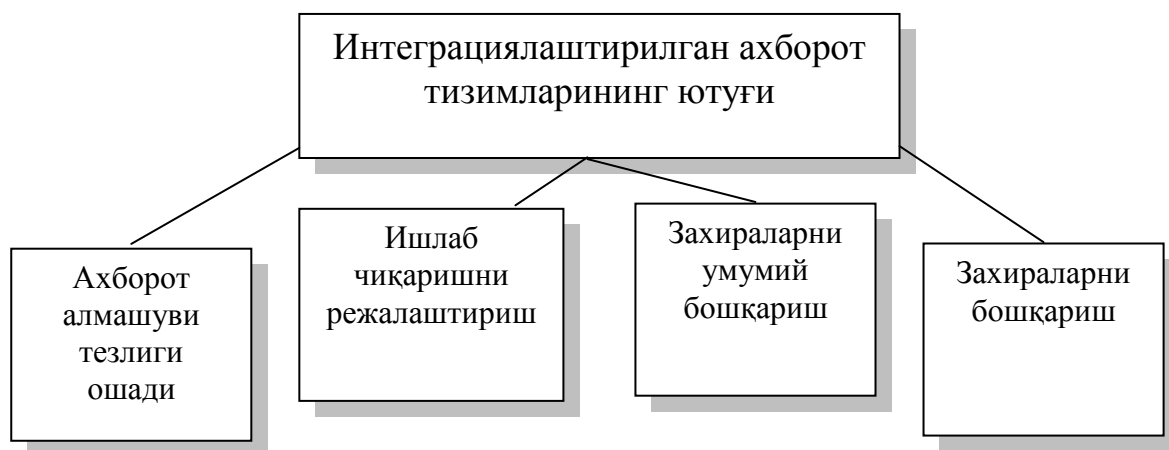 Интеграциялаштирилган ахборот
тизимларининг ютуғи
Ахборот
алмашуви
тезлиги
ошади
Ишлаб
чиқаришни
режалаштириш
Захираларни
умумий
бошқариш
Захираларни
бошқариш